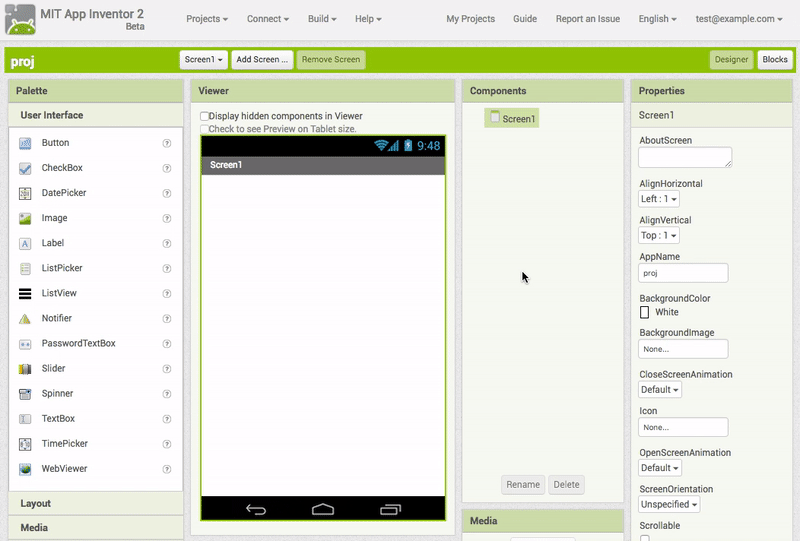 MIT App Inventor 2
Beta
Projects Connect Build Help My Projects Guide Report an Issue English test@example.com
proj Screen1 Add Screen ... Remove Screen Designer Blocks
Palette
User Interface
Button ?
CheckBox ?
DatePicker ?
Image ?
Label ?
ListPicker ?
ListView ?
Notifier ?
PasswordTextBox ?
Slider ?
Spinner ?
TextBox ?
TimePicker ?
WebViewer ?
Layout
Media
Viewer
Display hidden components in Viewer
Check to see Preview on Tablet size.
9:48
Screen1
Components
Screen1
Rename Delete
Media
Properties
Screen1
AboutScreen
AlignHorizontal
Left : 1
AlignVertical
Top : 1
AppName
proj
BackgroundColor
White
BackgroundImage
None...
CloseScreenAnimation
Default
Icon
None...
OpenScreenAnimation
Default
ScreenOrientation
Unspecified
Scrollable